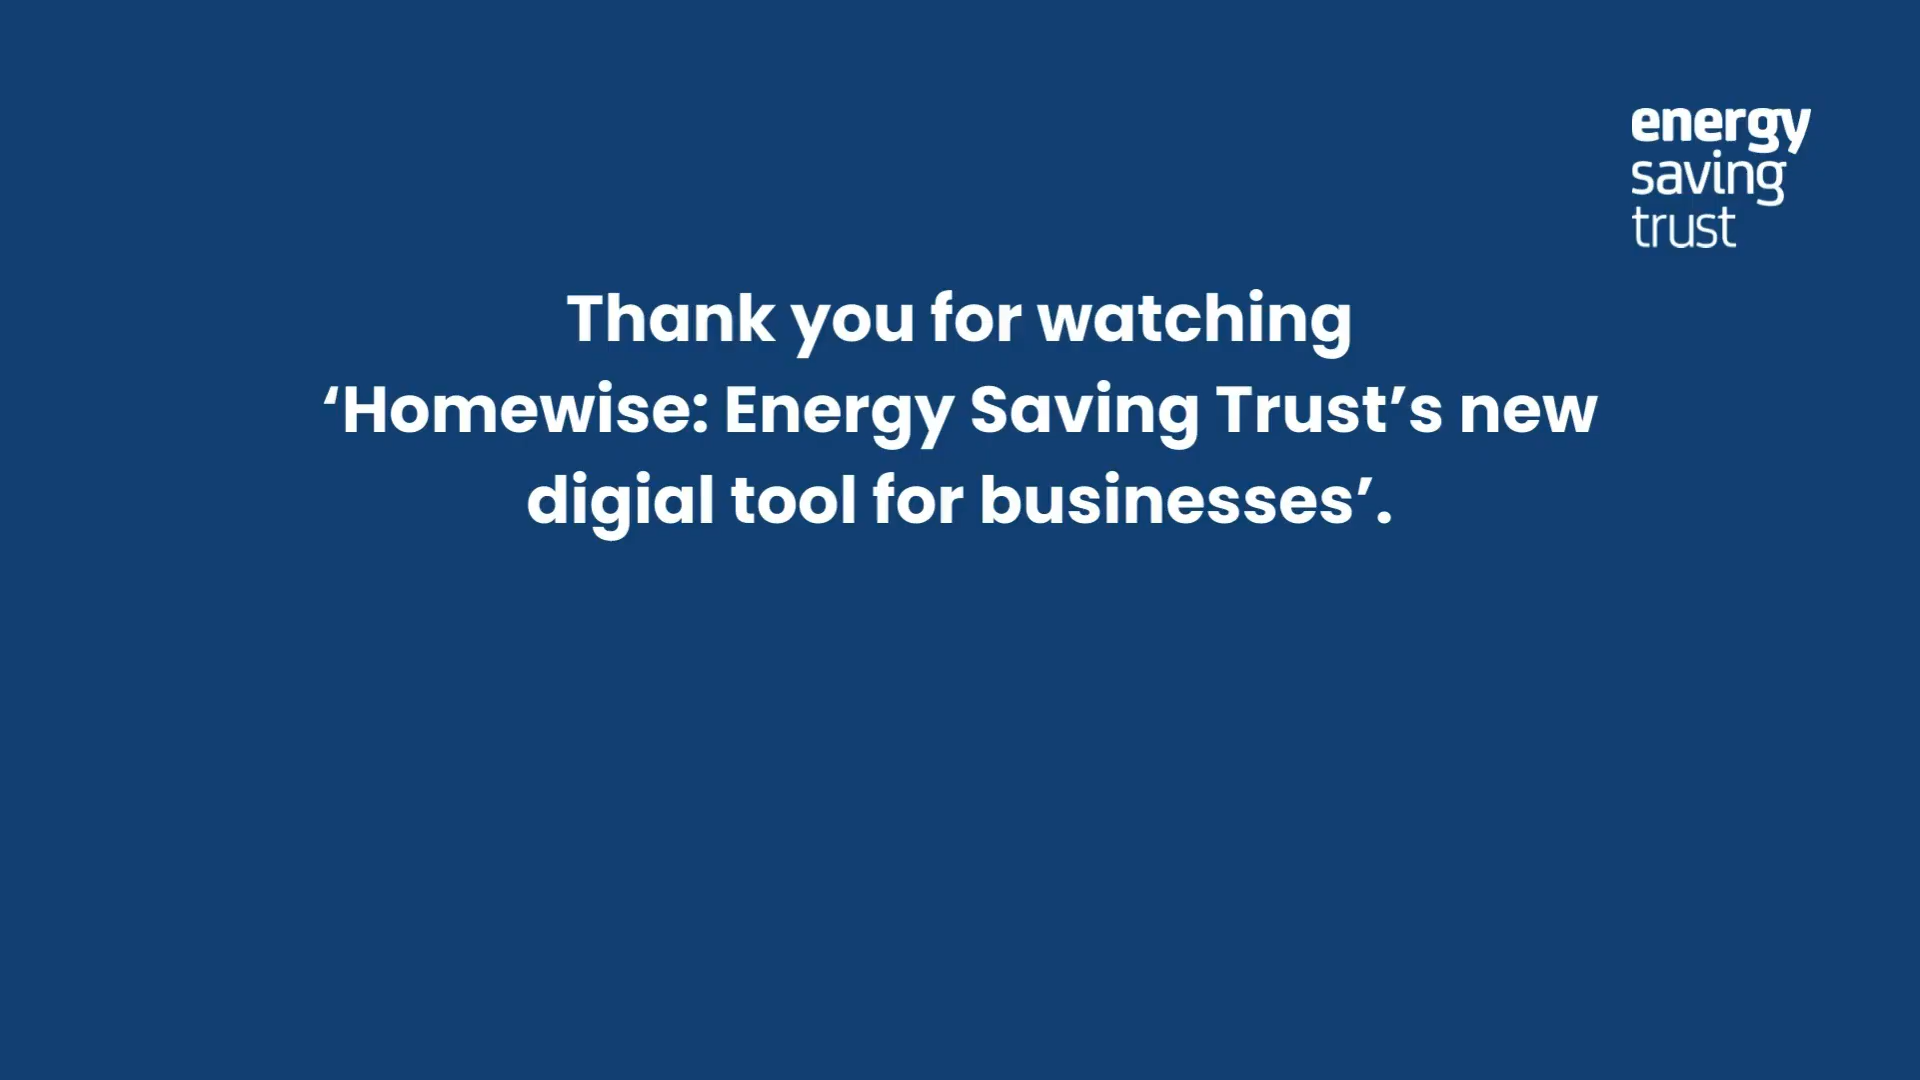 energy
saving
trust
Thank you for watching
‘Homewise: Energy Saving Trust’s new
digial tool for businesses’.